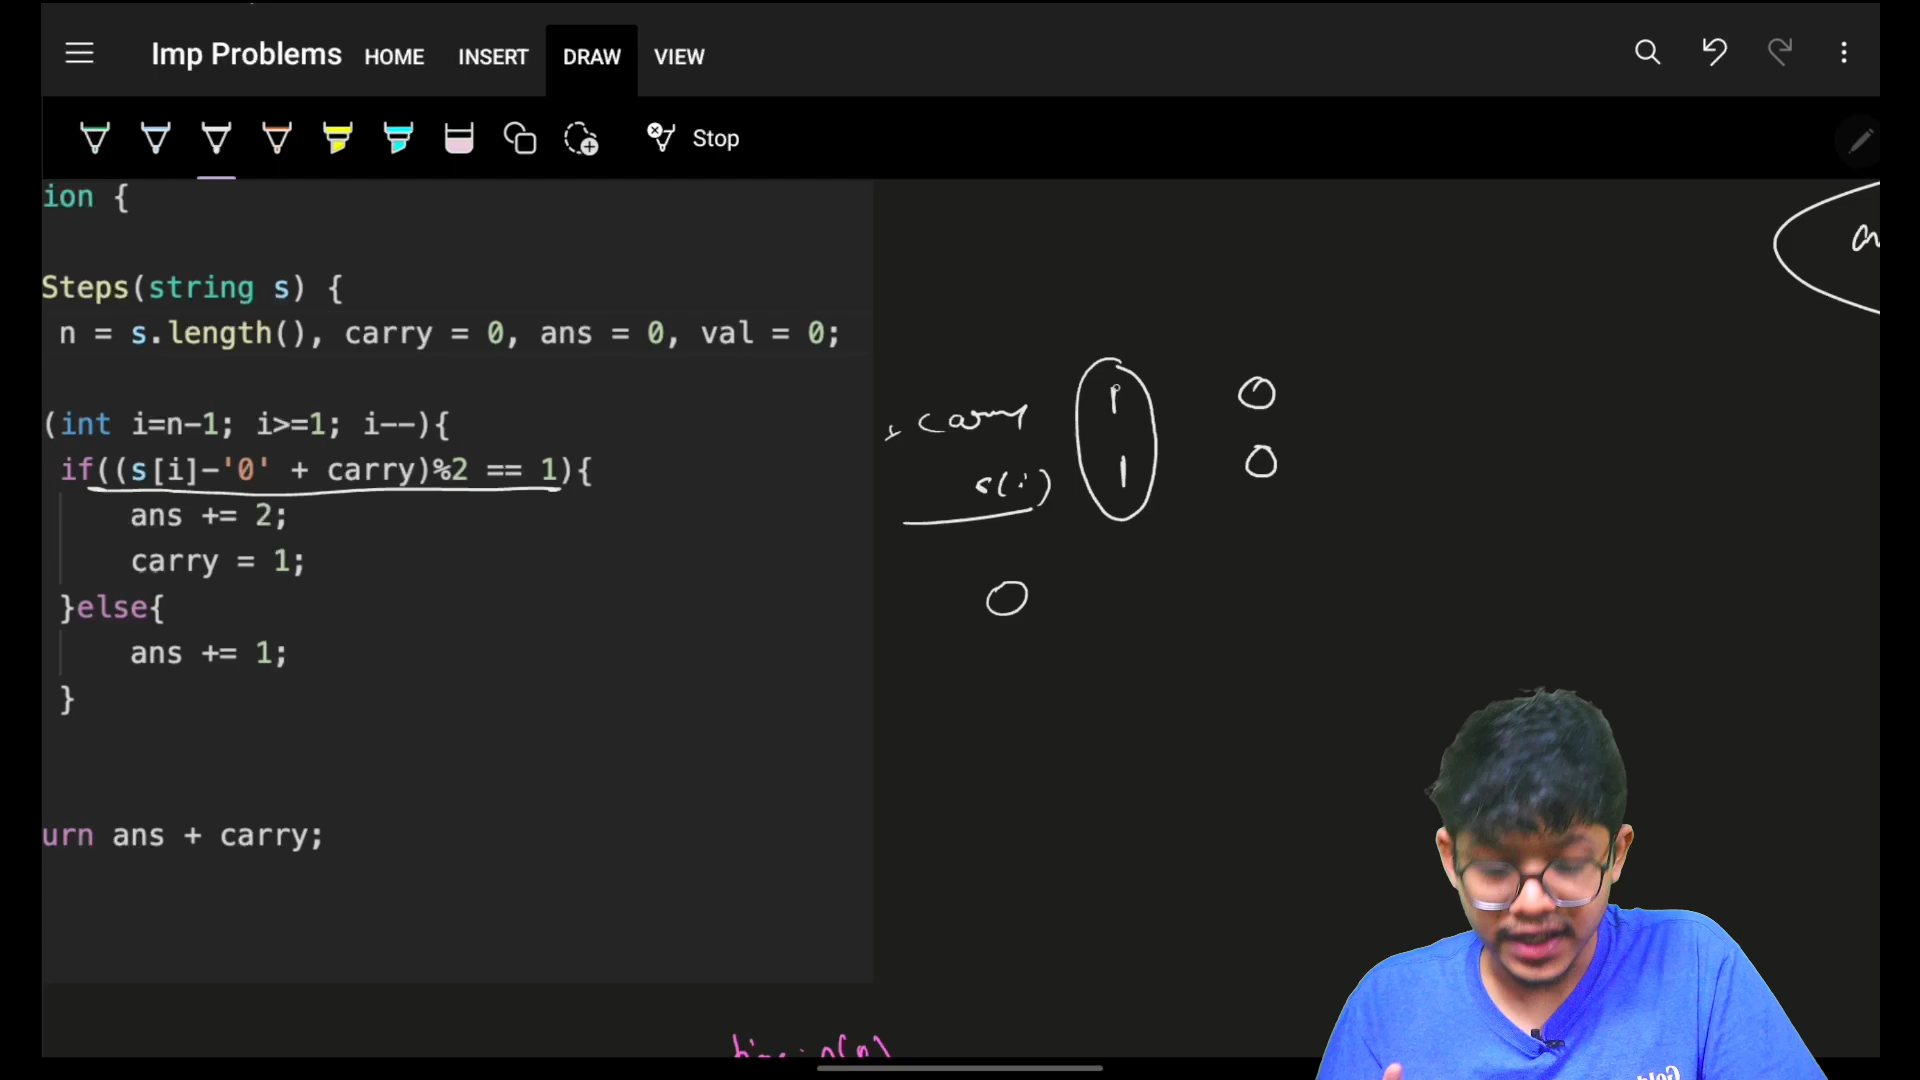 Imp Problems HOME INSERT DRAW VIEW
Stop
ion {
Steps(string s) {
n = s.length(), carry = 0, ans = 0, val = 0;
(int i=n-1; i>=1; i--){
if((s[i]-'0' + carry)%2 == 1){
ans += 2;
carry = 1;
}else{
ans += 1;
}
urn ans + carry;
carry 1 0
s(i) 1 0
0